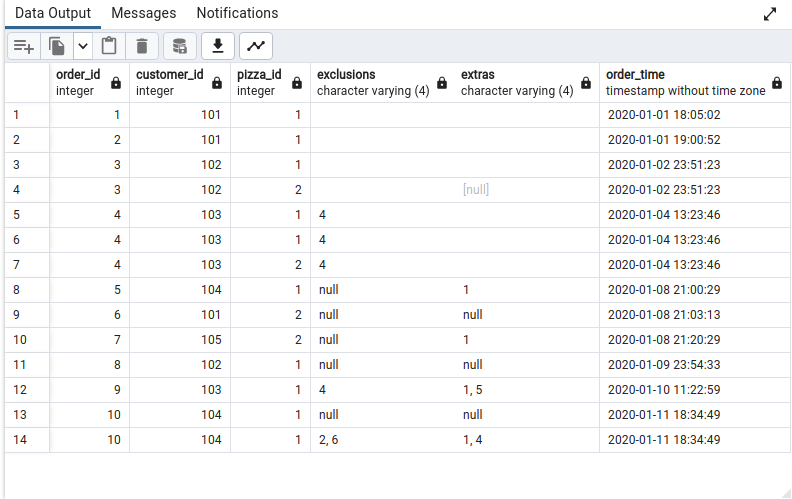 Data Output Messages Notifications
order_id customer_id pizza_id exclusions extras order_time
integer integer integer character varying (4) character varying (4) timestamp without time zone
1 1 101 1 2020-01-01 18:05:02
2 2 101 1 2020-01-01 19:00:52
3 3 102 1 2020-01-02 23:51:23
4 3 102 2 [null] 2020-01-02 23:51:23
5 4 103 1 4 2020-01-04 13:23:46
6 4 103 1 4 2020-01-04 13:23:46
7 4 103 2 4 2020-01-04 13:23:46
8 5 104 1 null 1 2020-01-08 21:00:29
9 6 101 2 null null 2020-01-08 21:03:13
10 7 105 2 null 1 2020-01-08 21:20:29
11 8 102 1 null null 2020-01-09 23:54:33
12 9 103 1 4 1, 5 2020-01-10 11:22:59
13 10 104 1 null null 2020-01-11 18:34:49
14 10 104 1 2, 6 1, 4 2020-01-11 18:34:49